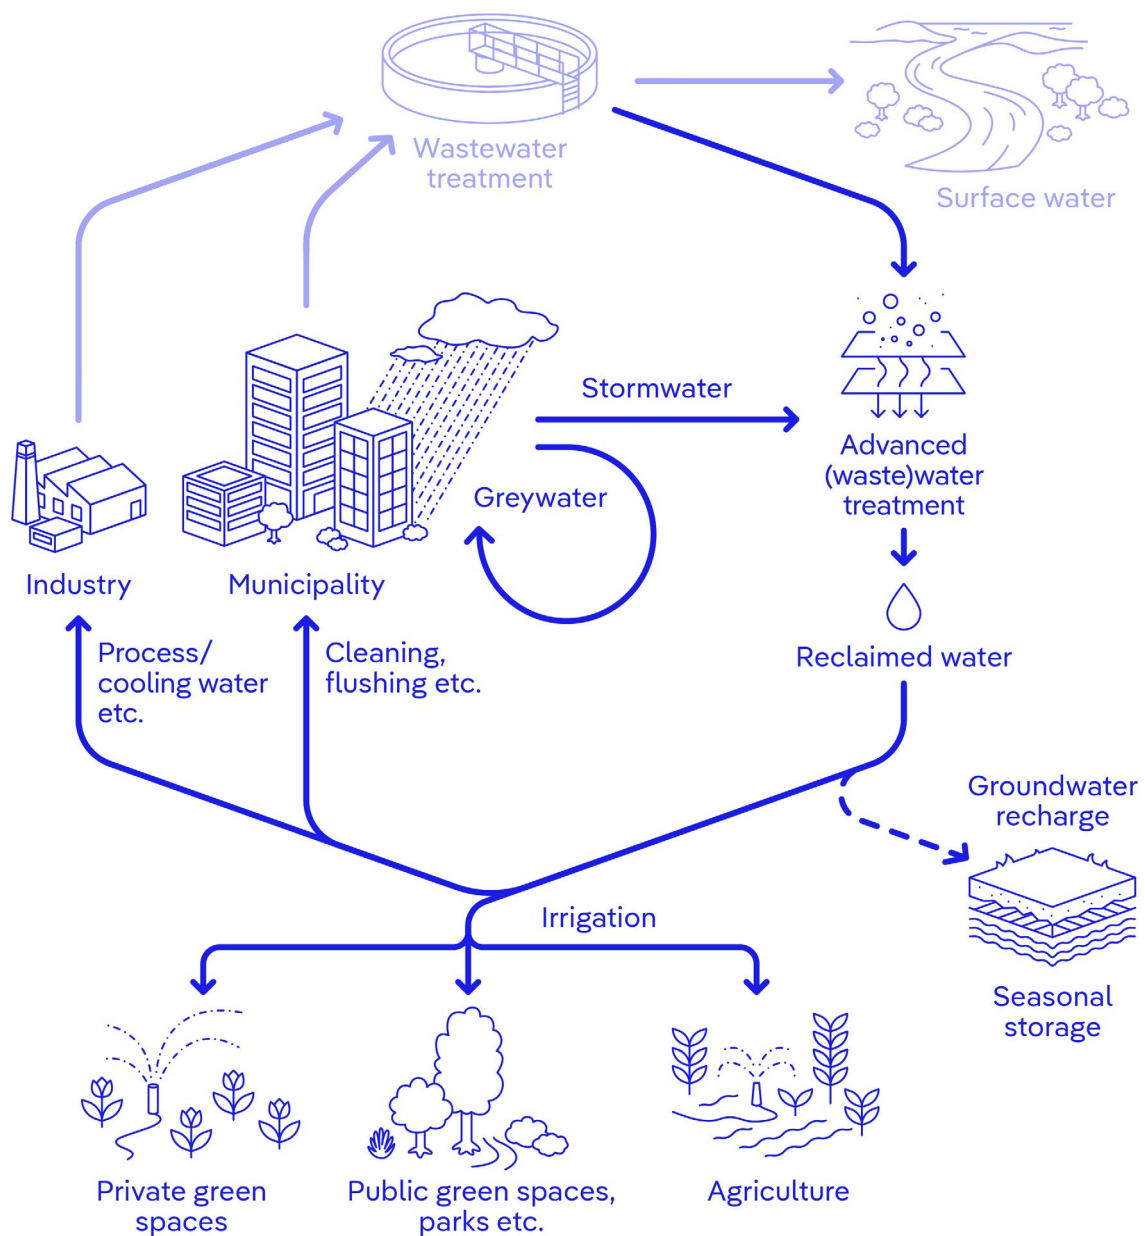 Wastewater
treatment
Surface water
Stormwater
Advanced
(waste)water
treatment
Greywater
Industry
Municipality
Process/
cooling water
etc.
Cleaning,
flushing etc.
Reclaimed water
Groundwater
recharge
Irrigation
Seasonal
storage
Private green
spaces
Public green spaces,
parks etc.
Agriculture